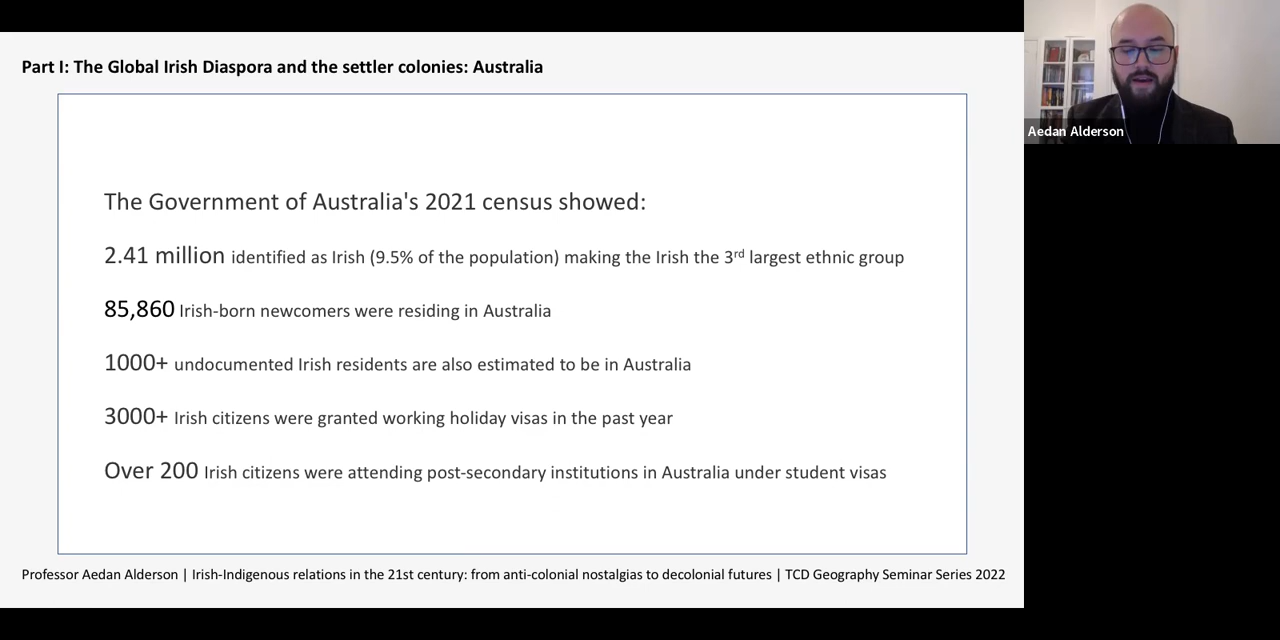 Part I: The Global Irish Diaspora and the settler colonies: Australia
The Government of Australia's 2021 census showed:
2.41 million identified as Irish (9.5% of the population) making the Irish the 3rd largest ethnic group
85,860 Irish-born newcomers were residing in Australia
1000+ undocumented Irish residents are also estimated to be in Australia
3000+ Irish citizens were granted working holiday visas in the past year
Over 200 Irish citizens were attending post-secondary institutions in Australia under student visas
Professor Aedan Alderson | Irish-Indigenous relations in the 21st century: from anti-colonial nostalgias to decolonial futures | TCD Geography Seminar Series 2022
Aedan Alderson